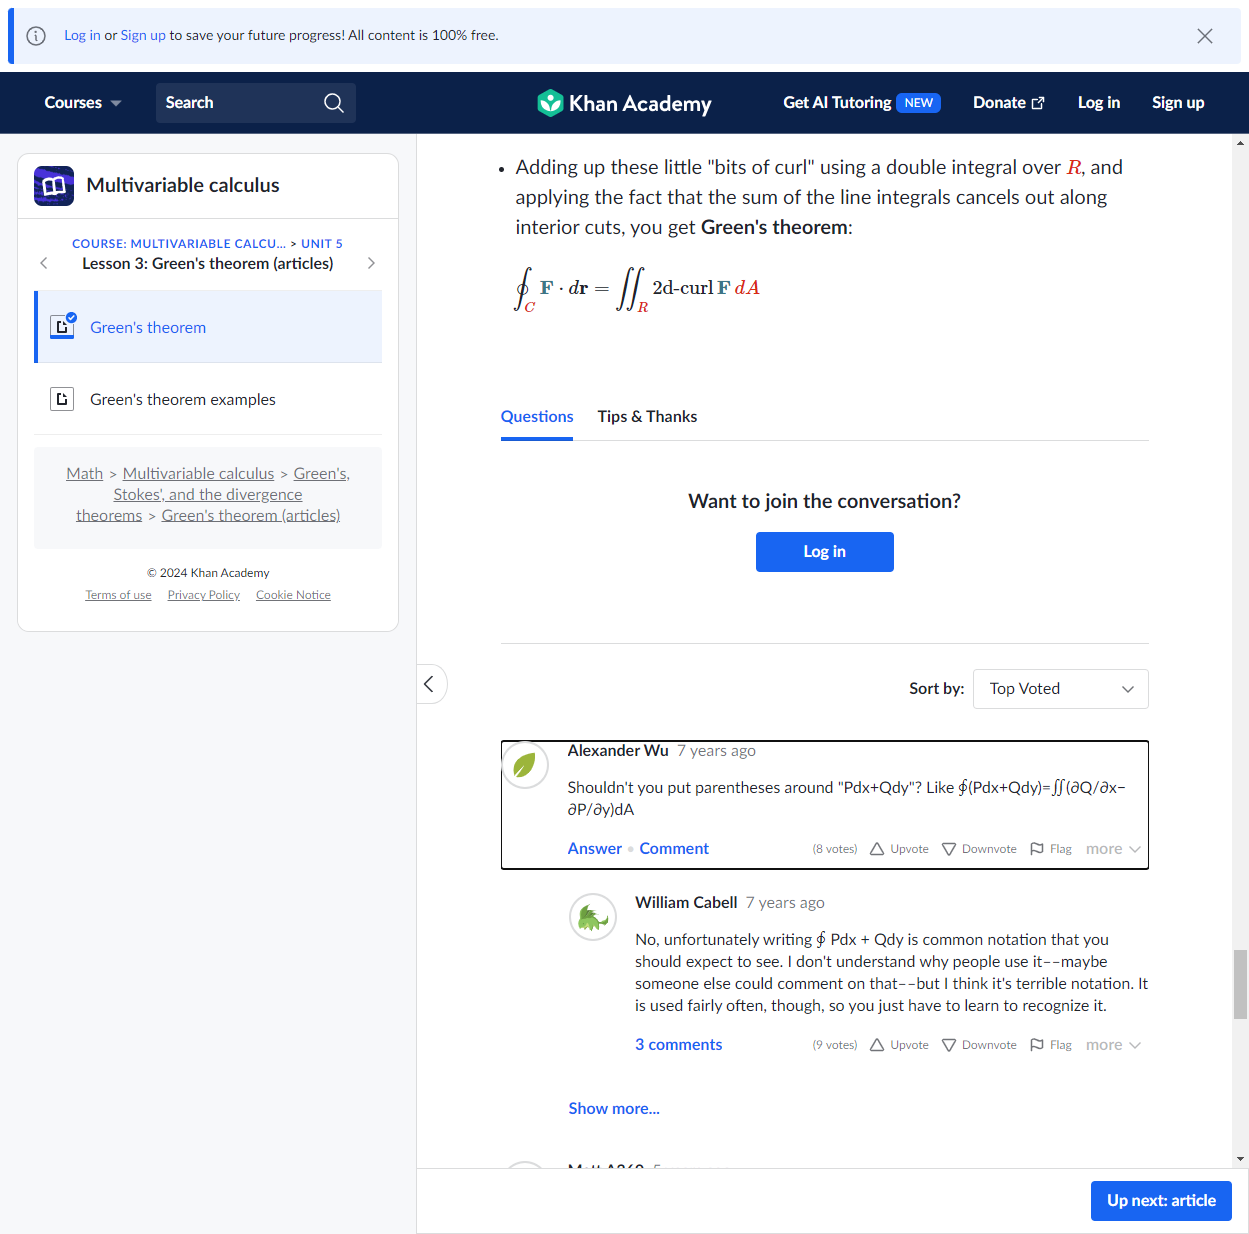 Log in or Sign up to save your future progress! All content is 100% free.
Courses
Search
Khan Academy
Get AI Tutoring NEW
Donate
Log in
Sign up
Multivariable calculus
COURSE: MULTIVARIABLE CALCU... > UNIT 5
Lesson 3: Green's theorem (articles)
Green's theorem
Green's theorem examples
Math > Multivariable calculus > Green's,
Stokes', and the divergence
theorems > Green's theorem (articles)
© 2024 Khan Academy
Terms of use Privacy Policy Cookie Notice
• Adding up these little "bits of curl" using a double integral over R, and
applying the fact that the sum of the line integrals cancels out along
interior cuts, you get Green's theorem:
∮_C F · dr = ∬_R 2d-curl F dA
Questions Tips & Thanks
Want to join the conversation?
Log in
Sort by: Top Voted
Alexander Wu 7 years ago
Shouldn't you put parentheses around "Pdx+Qdy"? Like ∮(Pdx+Qdy)=∬(∂Q/∂x−
∂P/∂y)dA
Answer • Comment (8 votes) Upvote Downvote Flag more
William Cabell 7 years ago
No, unfortunately writing ∮ Pdx + Qdy is common notation that you
should expect to see. I don't understand why people use it--maybe
someone else could comment on that--but I think it's terrible notation. It
is used fairly often, though, so you just have to learn to recognize it.
3 comments (9 votes) Upvote Downvote Flag more
Show more...
Up next: article